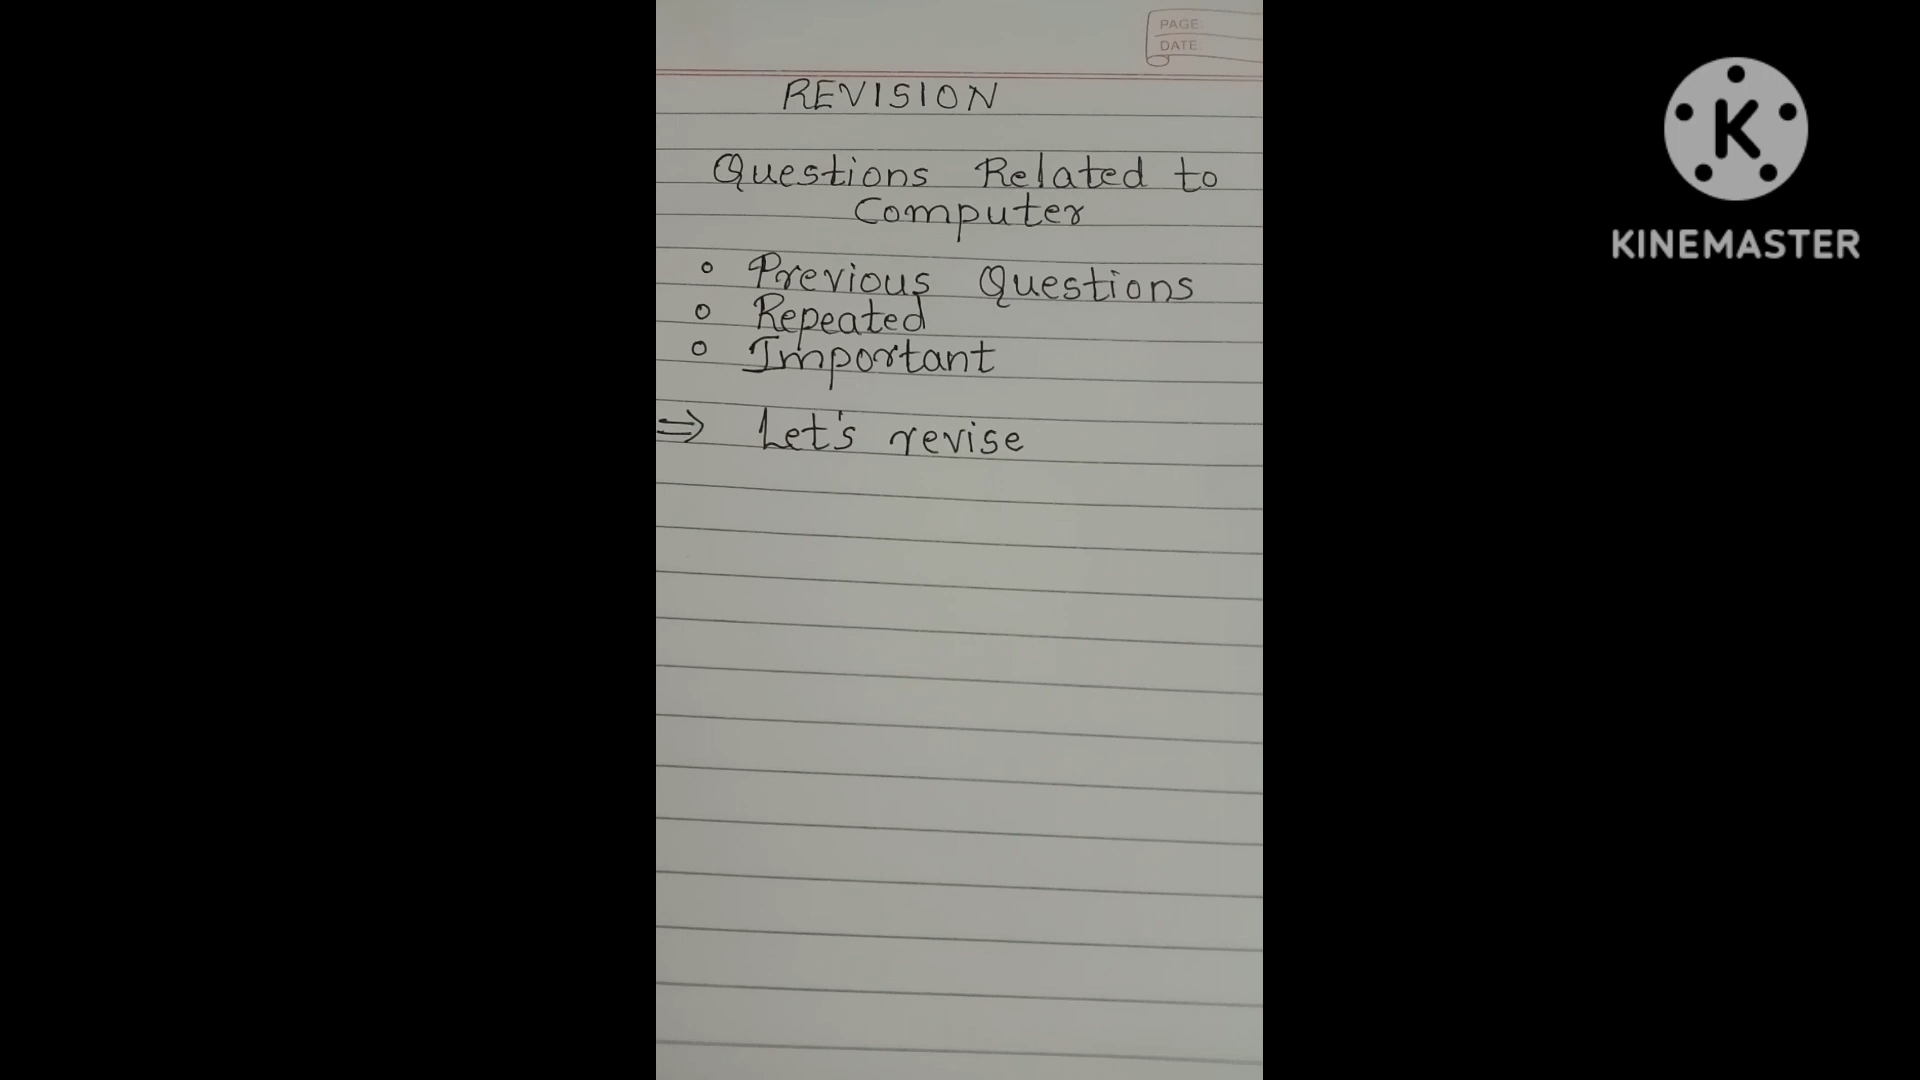 PAGE:
DATE:
REVISION
Questions Related to
Computer
Previous Questions
Repeated
Important
⇒ Let's revise
KINEMASTER